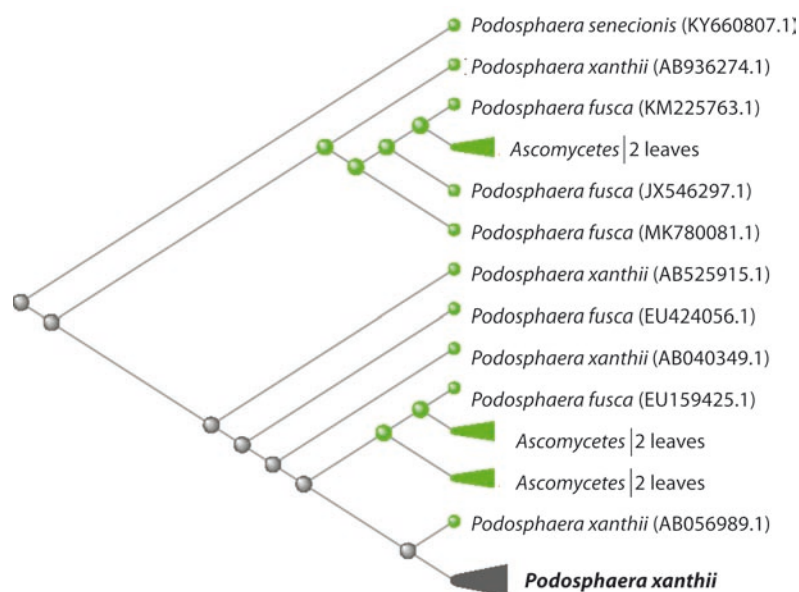 Podosphaera senecionis (KY660807.1)
Podosphaera xanthii (AB936274.1)
Podosphaera fusca (KM225763.1)
Ascomycetes | 2 leaves
Podosphaera fusca (JX546297.1)
Podosphaera fusca (MK780081.1)
Podosphaera xanthii (AB525915.1)
Podosphaera fusca (EU424056.1)
Podosphaera xanthii (AB040349.1)
Podosphaera fusca (EU159425.1)
Ascomycetes | 2 leaves
Ascomycetes | 2 leaves
Podosphaera xanthii (AB056989.1)
Podosphaera xanthii